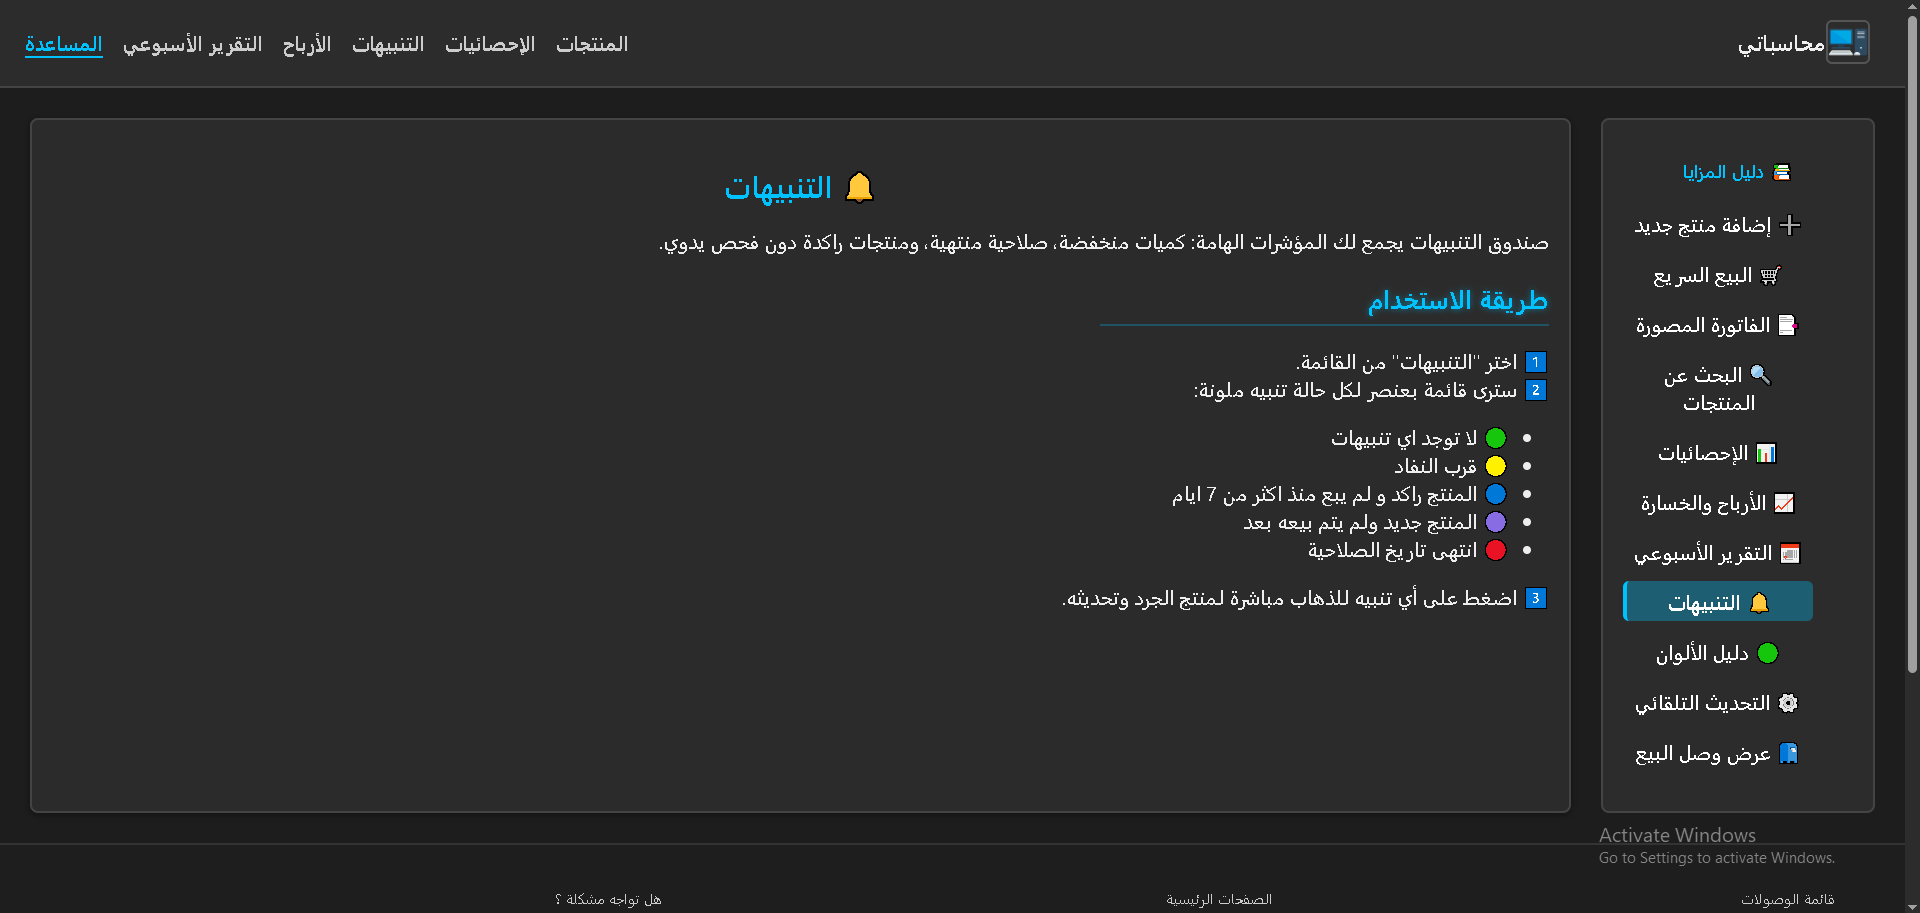 محاسباتي
المنتجات
الإحصائيات
التنبيهات
الأرباح
التقرير الأسبوعي
المساعدة
دليل المزايا
إضافة منتج جديد
البيع السريع
الفاتورة المصورة
البحث عن
المنتجات
الإحصائيات
الأرباح والخسارة
التقرير الأسبوعي
التنبيهات
دليل الألوان
التحديث التلقائي
عرض وصل البيع
التنبيهات
صندوق التنبيهات يجمع لك المؤشرات الهامة: كميات منخفضة، صلاحية منتهية، ومنتجات راكدة دون فحص يدوي.
طريقة الاستخدام
1 اختر "التنبيهات" من القائمة.
2 سترى قائمة بعنصر لكل حالة تنبيه ملونة:
• لا توجد اي تنبيهات
• قرب النفاد
• المنتج راكد و لم يبع منذ اكثر من 7 ايام
• المنتج جديد ولم يتم بيعه بعد
• انتهى تاريخ الصلاحية
3 اضغط على أي تنبيه للذهاب مباشرة لمنتج الجرد وتحديثه.
Activate Windows
Go to Settings to activate Windows.
قائمة الوصولات
الصفحات الرئيسية
هل تواجه مشكلة ؟